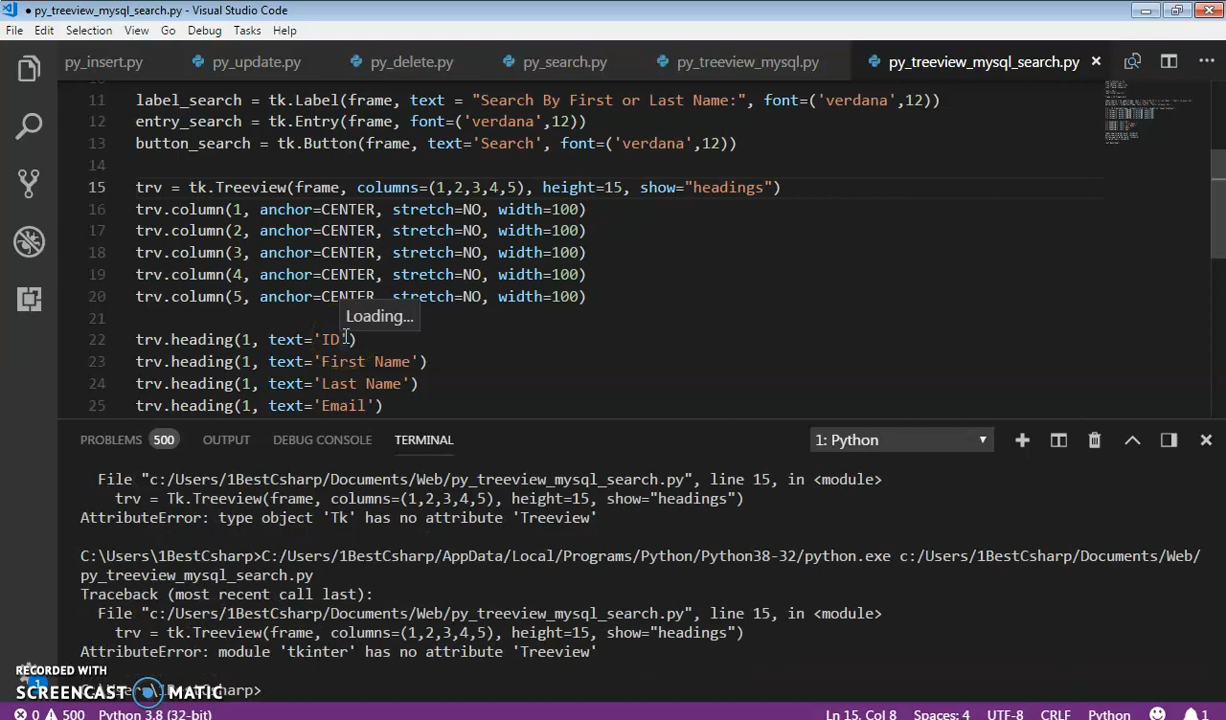 py_treeview_mysql_search.py - Visual Studio Code
File Edit Selection View Go Debug Tasks Help
py_insert.py py_update.py py_delete.py py_search.py py_treeview_mysql.py py_treeview_mysql_search.py
11 label_search = tk.Label(frame, text = "Search By First or Last Name:", font=('verdana',12))
12 entry_search = tk.Entry(frame, font=('verdana',12))
13 button_search = tk.Button(frame, text='Search', font=('verdana',12))
14
15 trv = tk.Treeview(frame, columns=(1,2,3,4,5), height=15, show="headings")
16 trv.column(1, anchor=CENTER, stretch=NO, width=100)
17 trv.column(2, anchor=CENTER, stretch=NO, width=100)
18 trv.column(3, anchor=CENTER, stretch=NO, width=100)
19 trv.column(4, anchor=CENTER, stretch=NO, width=100)
20 trv.column(5, anchor=CENTER, stretch=NO, width=100)
Loading...
21
22 trv.heading(1, text='ID')
23 trv.heading(1, text='First Name')
24 trv.heading(1, text='Last Name')
25 trv.heading(1, text='Email')
PROBLEMS 500 OUTPUT DEBUG CONSOLE TERMINAL 1: Python
File "c:/Users/1BestCsharp/Documents/Web/py_treeview_mysql_search.py", line 15, in <module>
trv = Tk.Treeview(frame, columns=(1,2,3,4,5), height=15, show="headings")
AttributeError: type object 'Tk' has no attribute 'Treeview'
C:\Users\1BestCsharp>C:/Users/1BestCsharp/AppData/Local/Programs/Python/Python38-32/python.exe c:/Users/1BestCsharp/Documents/Web/
py_treeview_mysql_search.py
Traceback (most recent call last):
File "c:/Users/1BestCsharp/Documents/Web/py_treeview_mysql_search.py", line 15, in <module>
trv = tk.Treeview(frame, columns=(1,2,3,4,5), height=15, show="headings")
AttributeError: module 'tkinter' has no attribute 'Treeview'
RECORDED WITH
SCREENCAST MATIC
1
0 500 Python 3.8 (32-bit) Ln 15, Col 8 Spaces: 4 UTF-8 CRLF Python 1